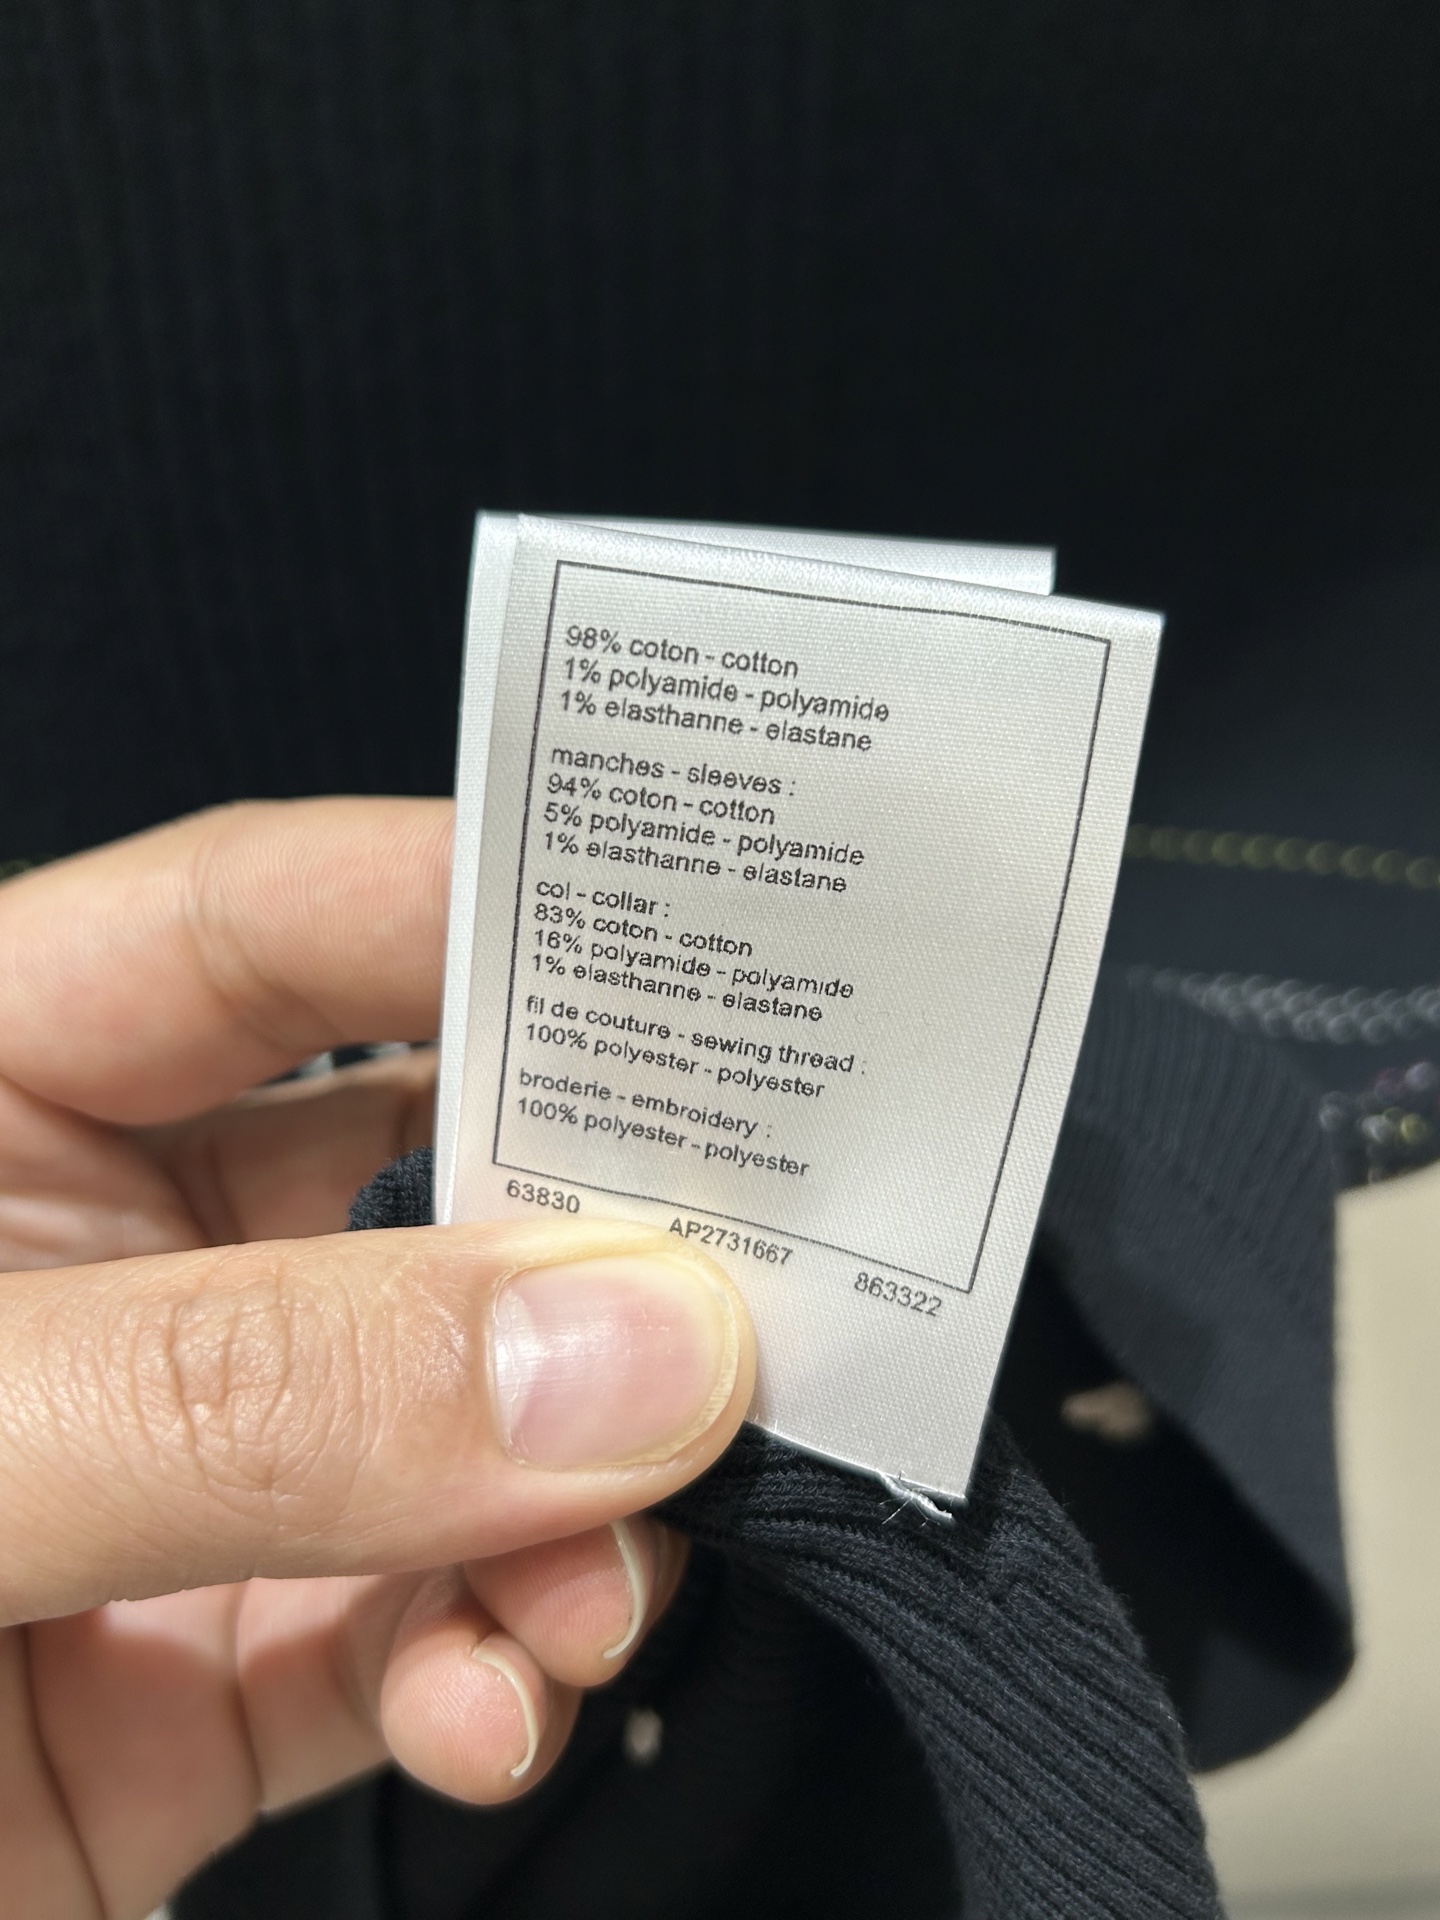 98% coton - cotton
1% polyamide - polyamide
1% elasthanne - elastane
manches - sleeves :
94% coton - cotton
5% polyamide - polyamide
1% elasthanne - elastane
col - collar :
83% coton - cotton
16% polyamide - polyamide
1% elasthanne - elastane
fil de couture - sewing thread :
100% polyester - polyester
broderie - embroidery :
100% polyester - polyester
63830 AP2731667 863322